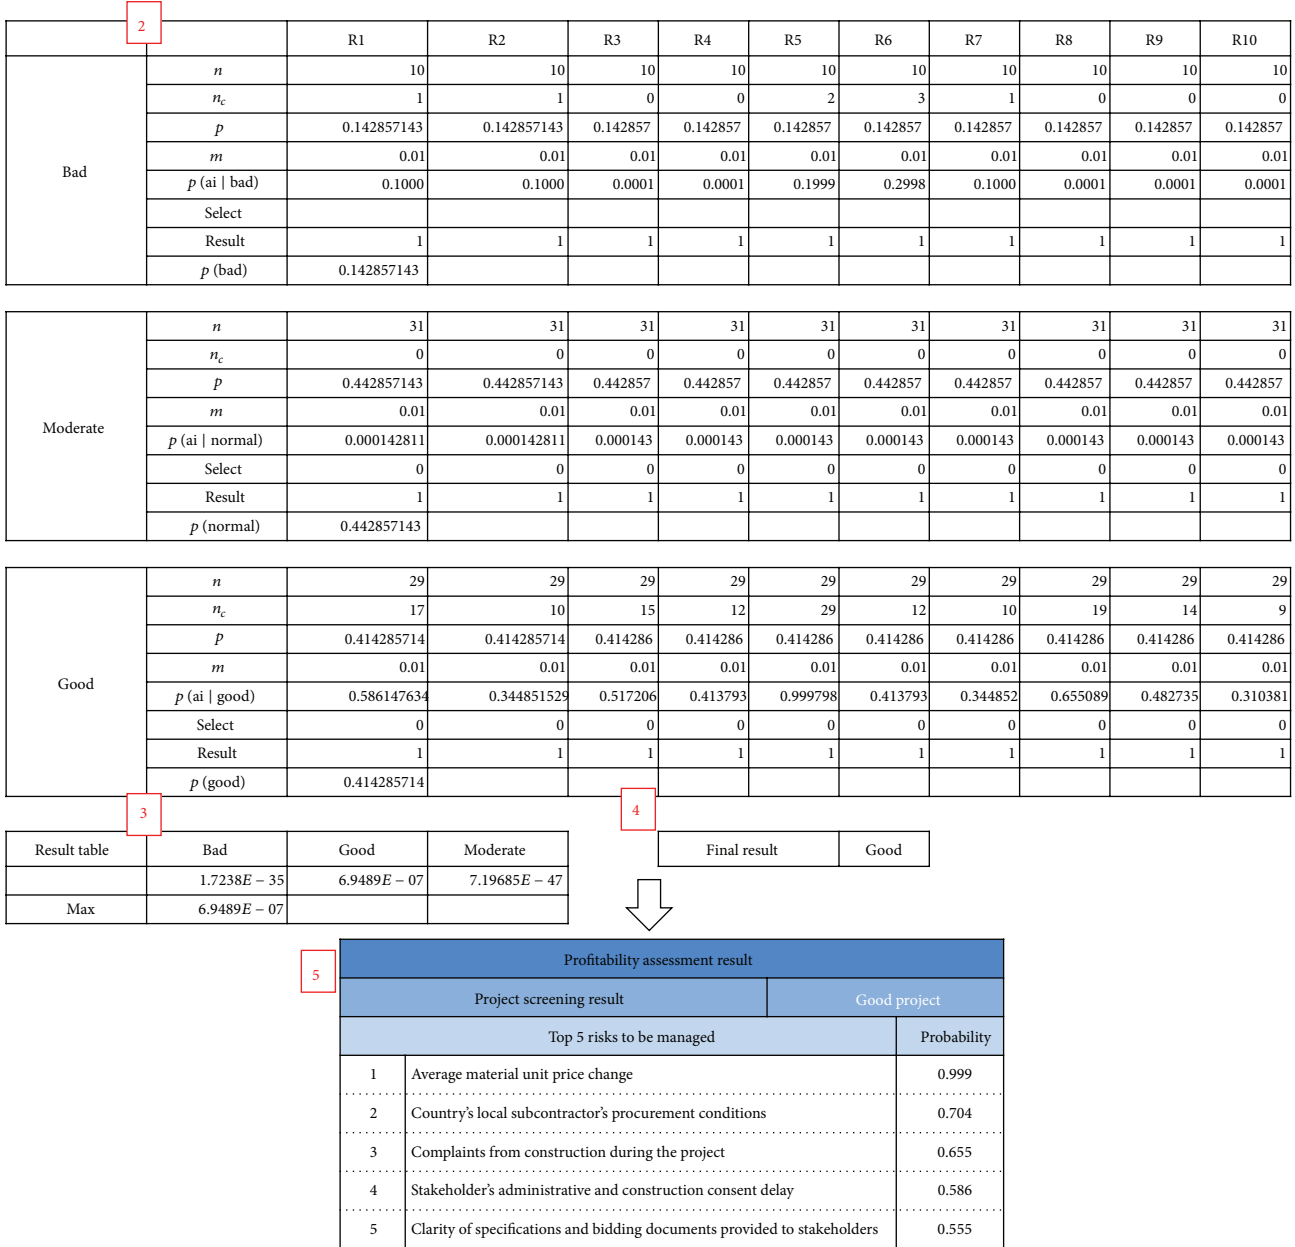 2
R1 R2 R3 R4 R5 R6 R7 R8 R9 R10
n 10 10 10 10 10 10 10 10 10 10
n_c 1 1 0 0 2 3 1 0 0 0
p 0.142857143 0.142857143 0.142857 0.142857 0.142857 0.142857 0.142857 0.142857 0.142857 0.142857
m 0.01 0.01 0.01 0.01 0.01 0.01 0.01 0.01 0.01 0.01
Bad
p (ai | bad) 0.1000 0.1000 0.0001 0.0001 0.1999 0.2998 0.1000 0.0001 0.0001 0.0001
Select
Result 1 1 1 1 1 1 1 1 1 1
p (bad) 0.142857143
n 31 31 31 31 31 31 31 31 31 31
n_c 0 0 0 0 0 0 0 0 0 0
p 0.442857143 0.442857143 0.442857 0.442857 0.442857 0.442857 0.442857 0.442857 0.442857 0.442857
m 0.01 0.01 0.01 0.01 0.01 0.01 0.01 0.01 0.01 0.01
Moderate
p (ai | normal) 0.000142811 0.000142811 0.000143 0.000143 0.000143 0.000143 0.000143 0.000143 0.000143 0.000143
Select 0 0 0 0 0 0 0 0 0 0
Result 1 1 1 1 1 1 1 1 1 1
p (normal) 0.442857143
n 29 29 29 29 29 29 29 29 29 29
n_c 17 10 15 12 29 12 10 19 14 9
p 0.414285714 0.414285714 0.414286 0.414286 0.414286 0.414286 0.414286 0.414286 0.414286 0.414286
m 0.01 0.01 0.01 0.01 0.01 0.01 0.01 0.01 0.01 0.01
Good
p (ai | good) 0.586147634 0.344851529 0.517206 0.413793 0.999798 0.413793 0.344852 0.655089 0.482735 0.310381
Select 0 0 0 0 0 0 0 0 0 0
Result 1 1 1 1 1 1 1 1 1 1
p (good) 0.414285714
3
4
Result table Bad Good Moderate
1.7238E − 35 6.9489E − 07 7.19685E − 47
Max 6.9489E − 07
Final result Good
5
Profitability assessment result
Project screening result Good project
Top 5 risks to be managed Probability
1 Average material unit price change 0.999
2 Country's local subcontractor's procurement conditions 0.704
3 Complaints from construction during the project 0.655
4 Stakeholder's administrative and construction consent delay 0.586
5 Clarity of specifications and bidding documents provided to stakeholders 0.555